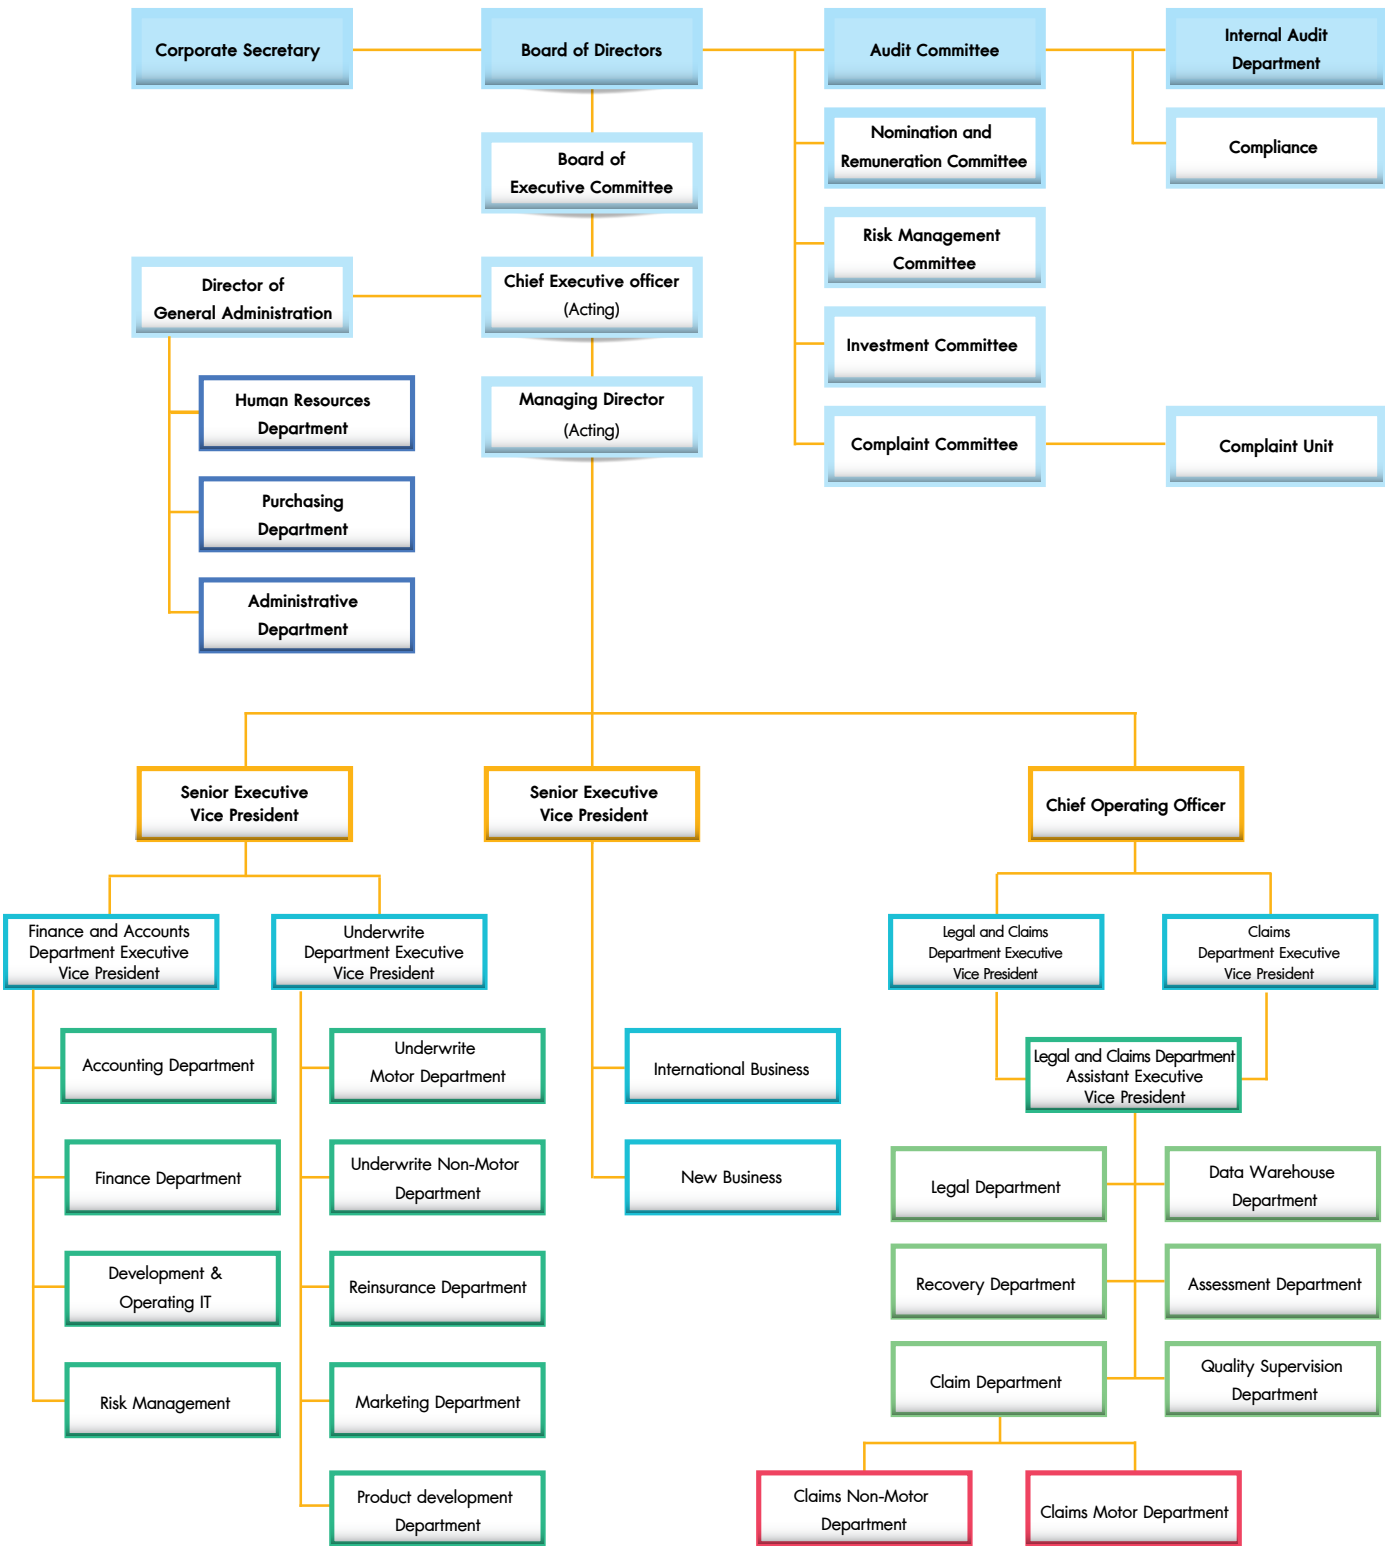 Corporate Secretary
Board of Directors
Audit Committee
Internal Audit
Department
Nomination and
Remuneration Committee
Compliance
Board of
Executive Committee
Risk Management
Committee
Director of
General Administration
Chief Executive officer
(Acting)
Investment Committee
Human Resources
Department
Managing Director
(Acting)
Complaint Committee
Complaint Unit
Purchasing
Department
Administrative
Department
Senior Executive
Vice President
Senior Executive
Vice President
Chief Operating Officer
Finance and Accounts
Department Executive
Vice President
Underwrite
Department Executive
Vice President
Legal and Claims
Department Executive
Vice President
Claims
Department Executive
Vice President
Accounting Department
Underwrite
Motor Department
International Business
Legal and Claims Department
Assistant Executive
Vice President
Finance Department
Underwrite Non-Motor
Department
New Business
Legal Department
Data Warehouse
Department
Development &
Operating IT
Reinsurance Department
Recovery Department
Assessment Department
Risk Management
Marketing Department
Claim Department
Quality Supervision
Department
Product development
Department
Claims Non-Motor
Department
Claims Motor Department